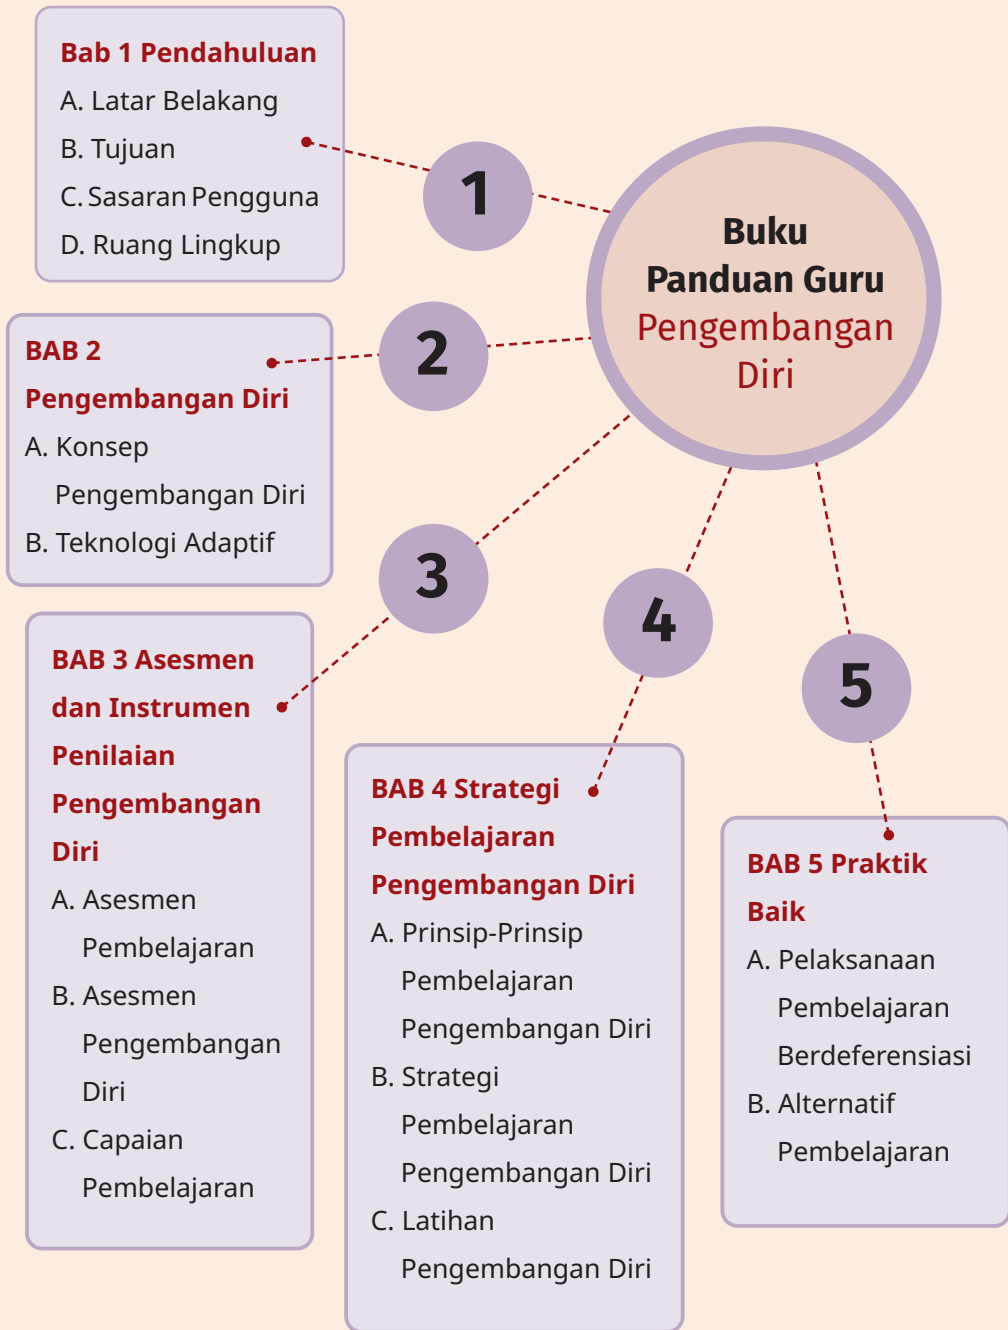 Buku
Panduan Guru
Pengembangan
Diri
1
Bab 1 Pendahuluan
A. Latar Belakang
B. Tujuan
C. Sasaran Pengguna
D. Ruang Lingkup
2
BAB 2
Pengembangan Diri
A. Konsep
Pengembangan Diri
B. Teknologi Adaptif
3
BAB 3 Asesmen
dan Instrumen
Penilaian
Pengembangan
Diri
A. Asesmen
Pembelajaran
B. Asesmen
Pengembangan
Diri
C. Capaian
Pembelajaran
4
BAB 4 Strategi
Pembelajaran
Pengembangan Diri
A. Prinsip-Prinsip
Pembelajaran
Pengembangan Diri
B. Strategi
Pembelajaran
Pengembangan Diri
C. Latihan
Pengembangan Diri
5
BAB 5 Praktik
Baik
A. Pelaksanaan
Pembelajaran
Berdeferensiasi
B. Alternatif
Pembelajaran